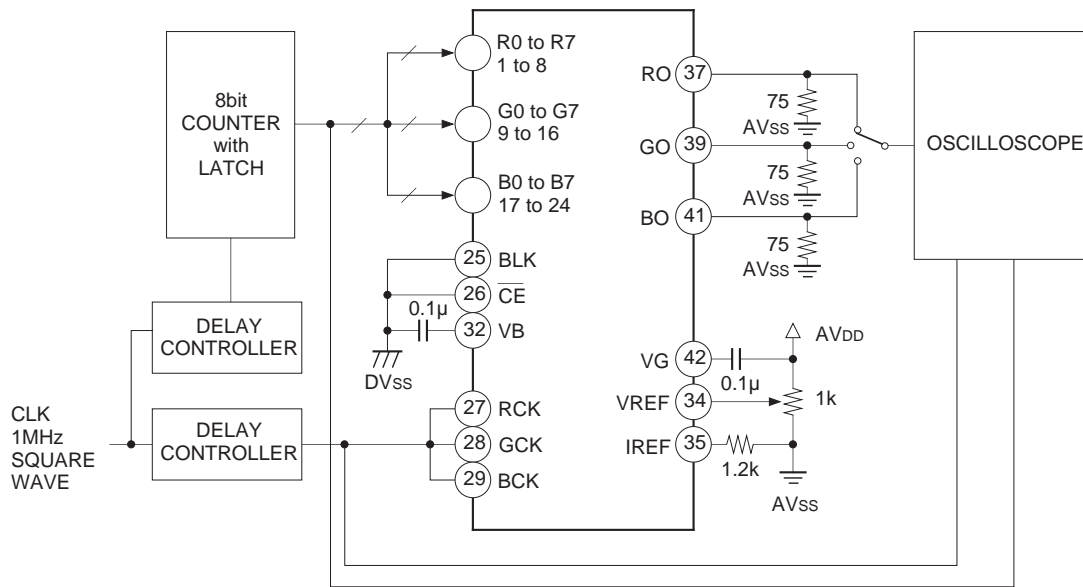 8bit
COUNTER
with
LATCH
R0 to R7
1 to 8
G0 to G7
9 to 16
B0 to B7
17 to 24
25
BLK
26
CE
0.1µ
32
VB
DVSS
DELAY
CONTROLLER
CLK
1MHz
SQUARE
WAVE
DELAY
CONTROLLER
27
RCK
28
GCK
29
BCK
RO
37
75
AVSS
GO
39
75
AVSS
BO
41
75
AVSS
OSCILLOSCOPE
AVDD
VG
42
0.1µ
VREF
34
1k
IREF
35
1.2k
AVSS